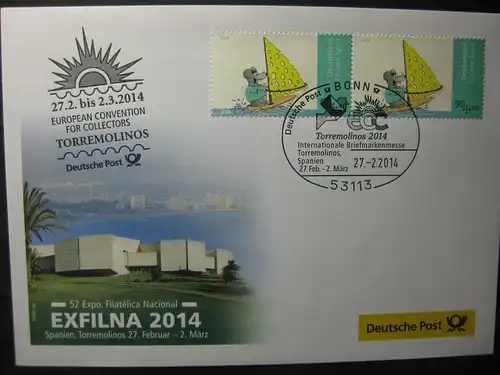 27.2. bis 2.3.2014
EUROPEAN CONVENTION
FOR COLLECTORS
TORREMOLINOS
Deutsche Post
Deutsche Post BONN
ecc
Torremolinos 2014
Internationale Briefmarkenmesse
Torremolinos,
Spanien
27.-2.2014
27. Feb. - 2. März
53113
90
52 Expo. Filatélica Nacional
EXFILNA 2014
Spanien, Torremolinos 27. Februar – 2. März
Deutsche Post